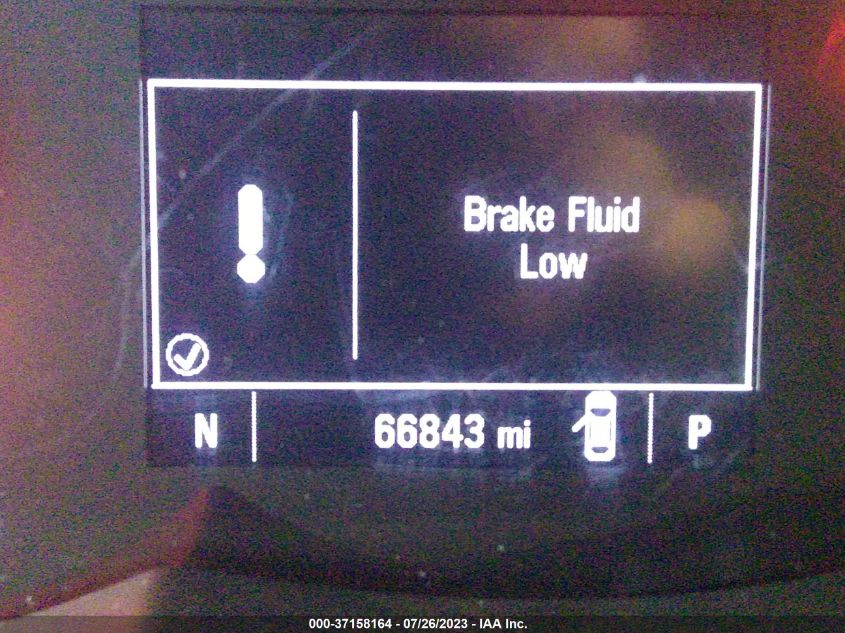 Brake Fluid
Low
N 66843 mi P
000-37158164 - 07/26/2023 - IAA Inc.